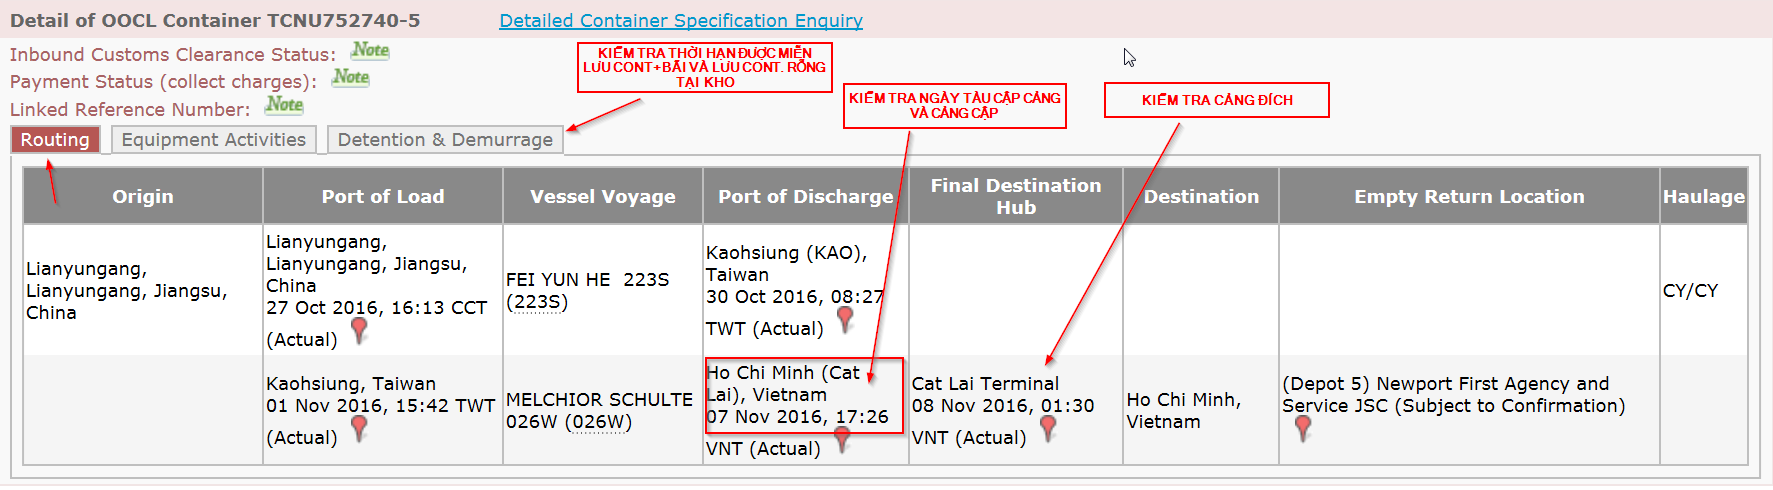 Detail of OOCL Container TCNU752740-5
Detailed Container Specification Enquiry
Inbound Customs Clearance Status: Note
Payment Status (collect charges): Note
Linked Reference Number: Note
KIỂM TRA THỜI HẠN ĐƯỢC MIỄN
LƯU CONT+BÃI VÀ LƯU CONT. RỖNG
TẠI KHO
KIỂM TRA NGÀY TÀU CẬP CẢNG
VÀ CẢNG CẬP
KIỂM TRA CẢNG ĐÍCH
Routing
Equipment Activities
Detention & Demurrage
Origin
Port of Load
Vessel Voyage
Port of Discharge
Final Destination
Hub
Destination
Empty Return Location
Haulage
Lianyungang,
Lianyungang, Jiangsu,
China
Lianyungang,
Lianyungang, Jiangsu,
China
27 Oct 2016, 16:13 CCT
(Actual)
FEI YUN HE 223S
(223S)
Kaohsiung (KAO),
Taiwan
30 Oct 2016, 08:27
TWT (Actual)
CY/CY
Kaohsiung, Taiwan
01 Nov 2016, 15:42 TWT
(Actual)
MELCHIOR SCHULTE
026W (026W)
Ho Chi Minh (Cat
Lai), Vietnam
07 Nov 2016, 17:26
VNT (Actual)
Cat Lai Terminal
08 Nov 2016, 01:30
VNT (Actual)
Ho Chi Minh,
Vietnam
(Depot 5) Newport First Agency and
Service JSC (Subject to Confirmation)